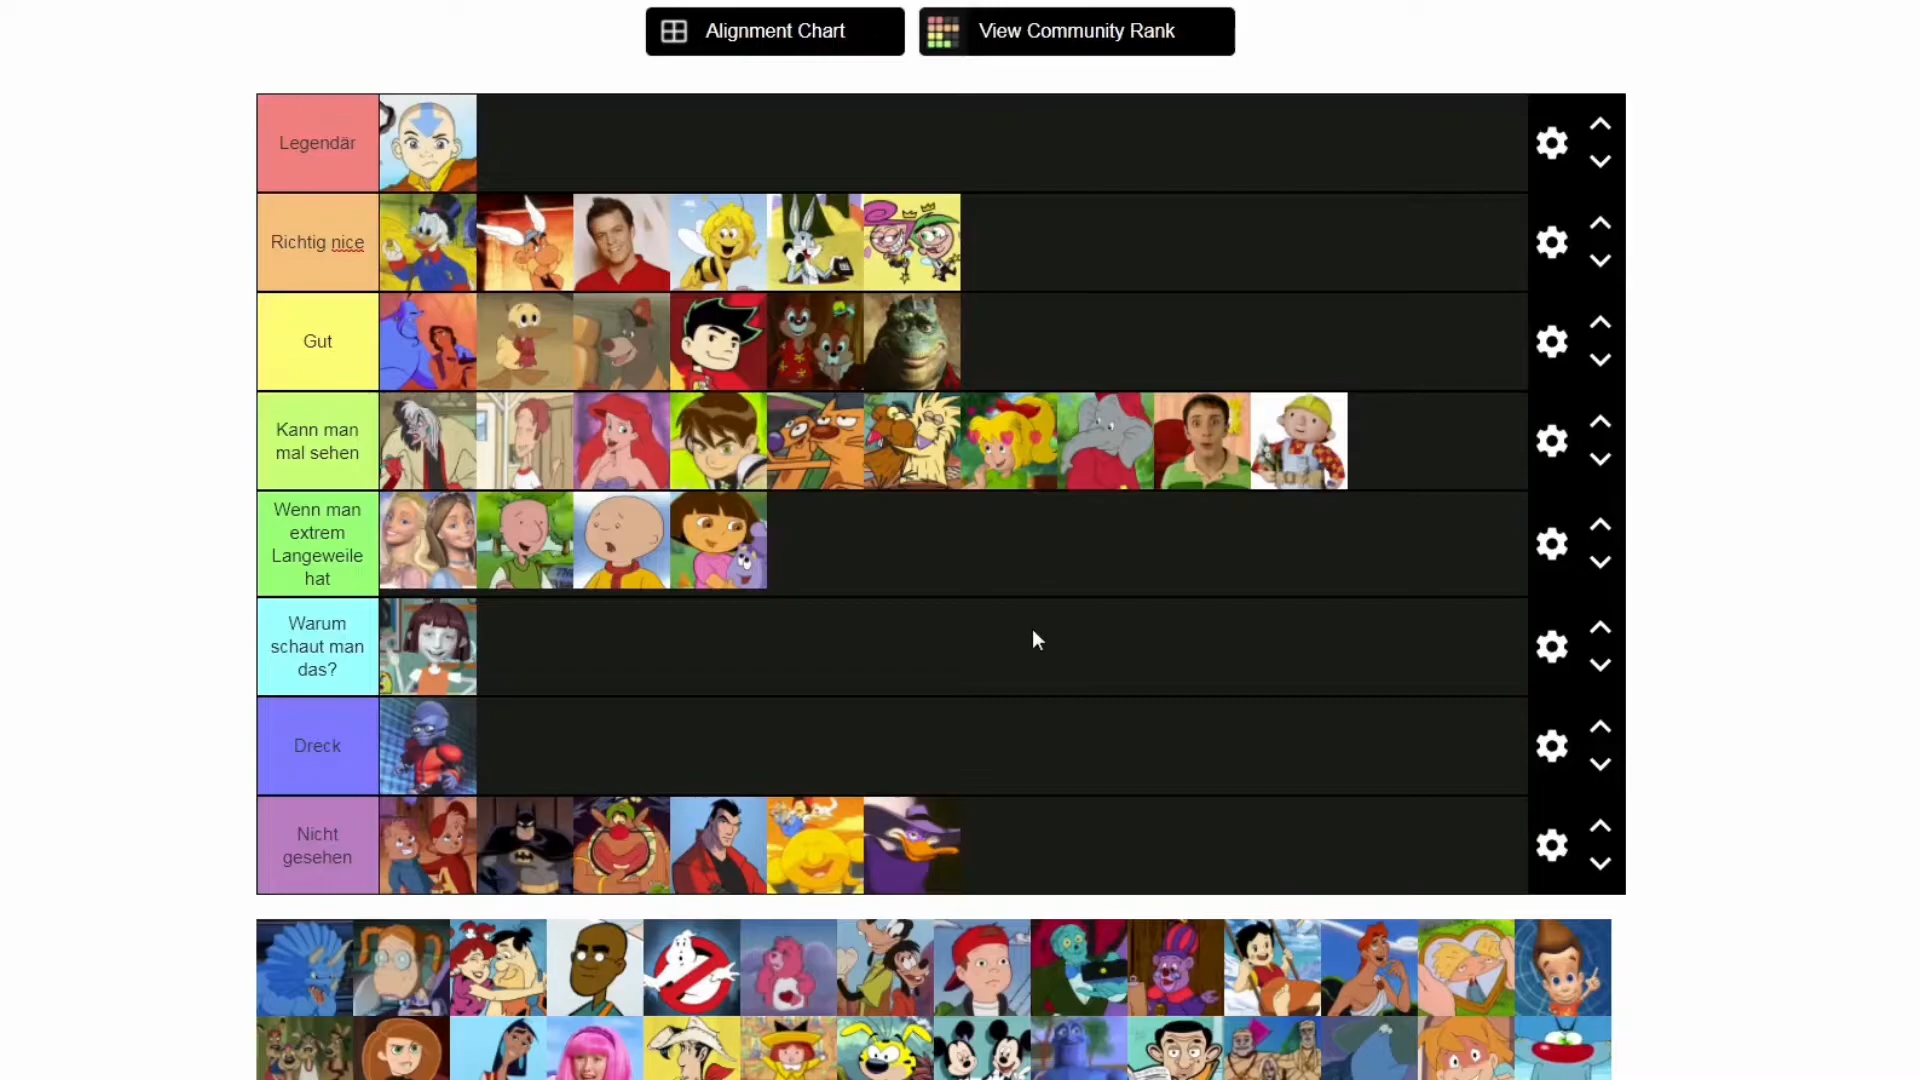 Alignment Chart
View Community Rank
Legendär
Richtig nice
Gut
Kann man
mal sehen
Wenn man
extrem
Langeweile
hat
Warum
schaut man
das?
Dreck
Nicht
gesehen